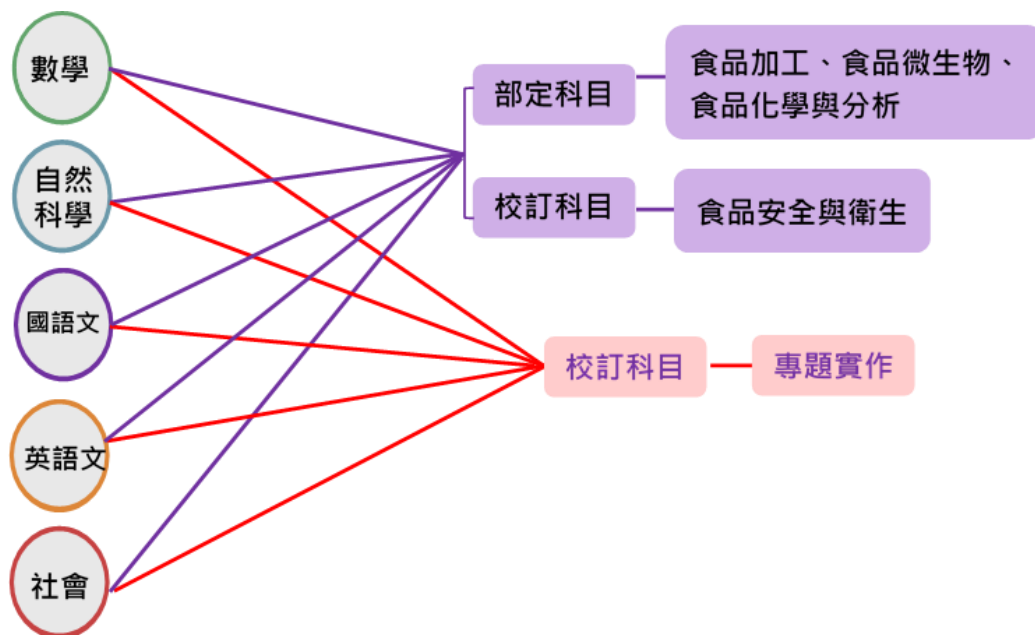 數學
自然
科學
國語文
英語文
社會
部定科目
食品加工、食品微生物、
食品化學與分析
校訂科目
食品安全與衛生
校訂科目
專題實作